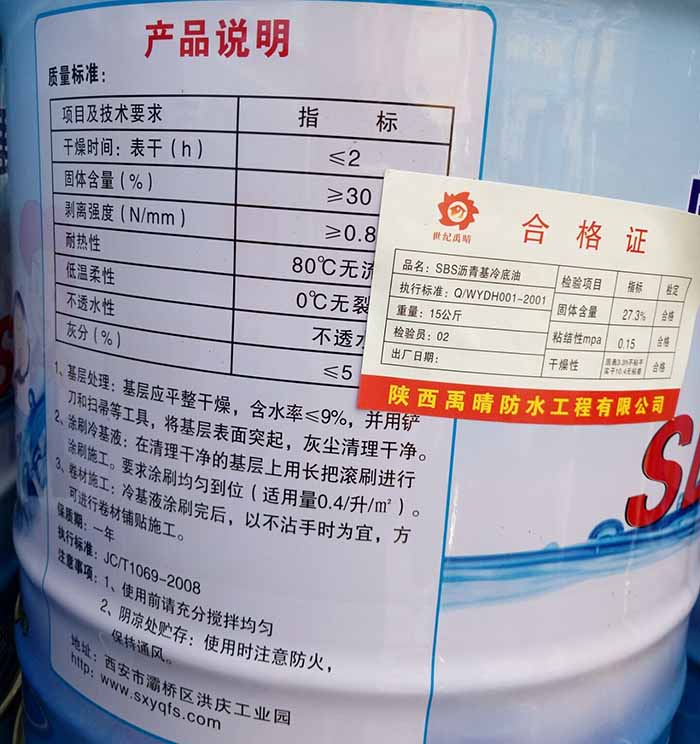 产品说明
质量标准：
项目及技术要求 指 标
干燥时间：表干（h） ≤2
固体含量（%） ≥30
剥离强度（N/mm） ≥0.8
耐热性 80℃无流
低温柔性 0℃无裂
不透水性 不透水
灰分（%） ≤5
1、基层处理：基层应平整干燥，含水率≤9%，并用铲
刀和扫帚等工具，将基层表面突起，灰尘清理干净。
2、涂刷冷基液：在清理干净的基层上用长把滚刷进行
涂刷施工。要求涂刷均匀到位（适用量0.4/升/㎡）。
3、卷材施工：冷基液涂刷完后，以不沾手时为宜，方
可进行卷材铺贴施工。
保质期：一年
执行标准：JC/T1069-2008
注意事项：1、使用前请充分搅拌均匀
2、阴凉处贮存：使用时注意防火，
保特通风。
地址：西安市灞桥区洪庆工业园
http: www.sxyqfs.com
世纪禹晴
合格证
品名：SBS沥青基冷底油 检验项目 指标 检定
执行标准：Q/WYDH001-2001 固体含量 27.3% 合格
重量：15公斤 粘结性mpa 0.15 合格
检验员：02 干燥性 合格
出厂日期：
陕西禹晴防水工程有限公司